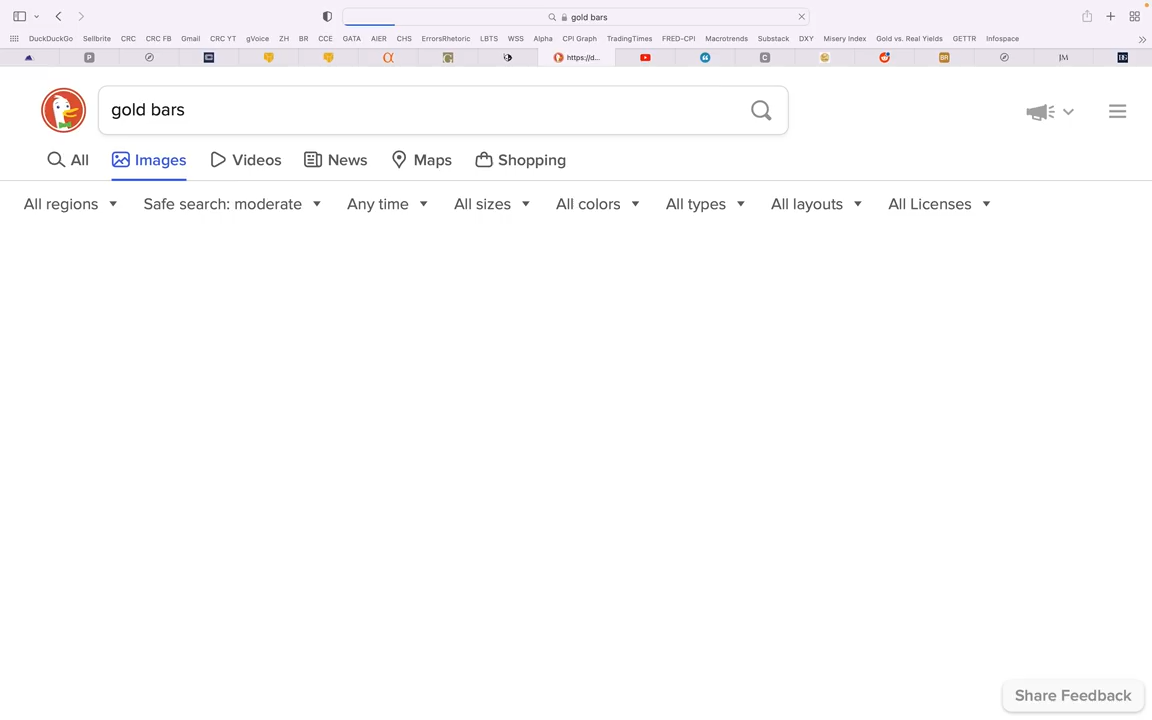 gold bars
DuckDuckGo Sellbrite CRC CRC FB Gmail CRC YT gVoice ZH BR CCE GATA AIER CHS ErrorsRhetoric LBTS WSS Alpha CPI Graph TradingTimes FRED-CPI Macrotrends Substack DXY Misery Index Gold vs. Real Yields GETTR Infospace
P C https://d... C BR JM
gold bars
All Images Videos News Maps Shopping
All regions Safe search: moderate Any time All sizes All colors All types All layouts All Licenses
Share Feedback